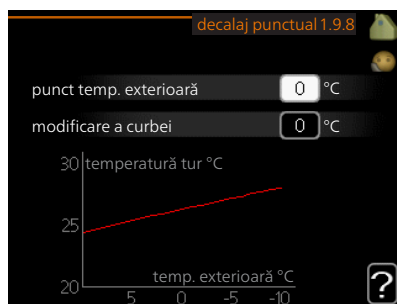 decalaj punctual 1.9.8
punct temp. exterioară 0 °C
modificare a curbei 0 °C
30 temperatură tur °C
25
temp. exterioară °C
20
5 0 -5 -10
?